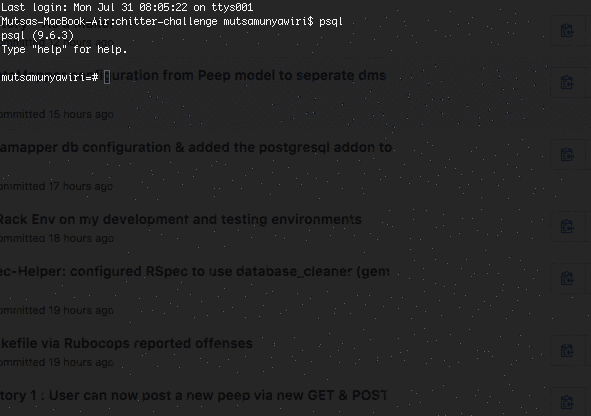 Last login: Mon Jul 31 08:05:22 on ttys001
Mutsas-MacBook-Air:chitter-challenge mutsamunyawiri$ psql
psql (9.6.3)
Type "help" for help.
mutsamunyawiri=#
uration from Peep model to seperate dms
ommitted 15 hours ago
amapper db configuration & added the postgresql addon to
ommitted 17 hours ago
Rack Env on my development and testing environments
ommitted 18 hours ago
ec-Helper: configured RSpec to use database_cleaner (gem
ommitted 19 hours ago
kefile via Rubocops reported offenses
ommitted 19 hours ago
tory 1 : User can now post a new peep via new GET & POST